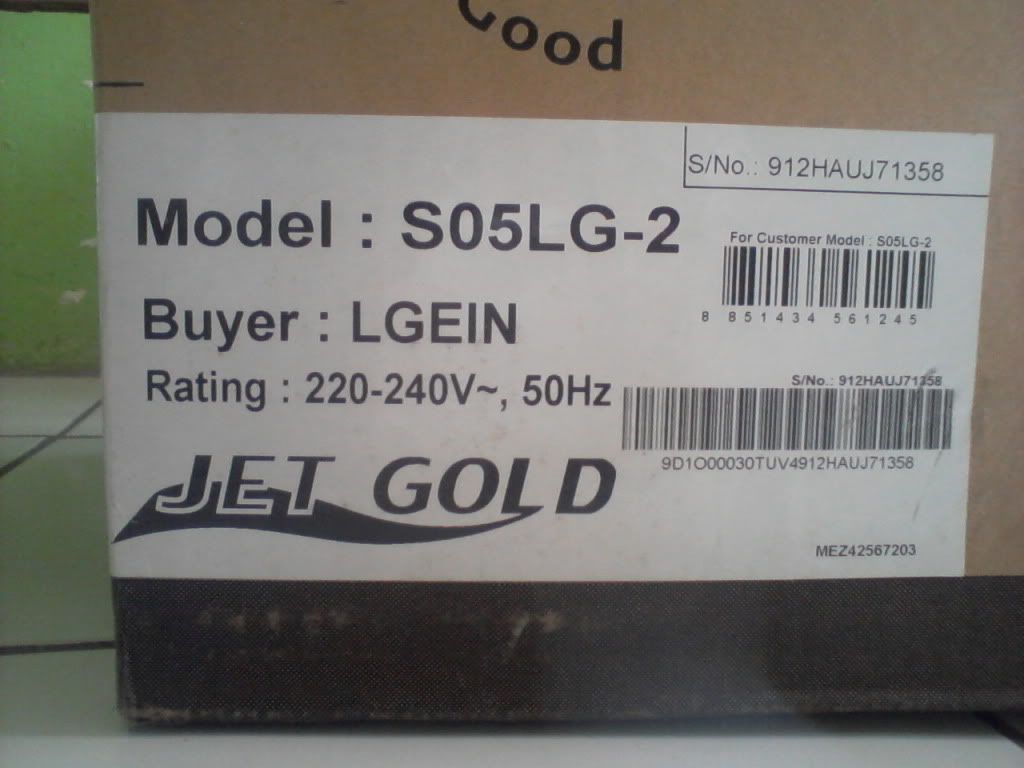 Good
S/No.: 912HAUJ71358
Model : S05LG-2
For Customer Model : S05LG-2
8 851434 561245
Buyer : LGEIN
Rating : 220-240V~, 50Hz
S/No.: 912HAUJ71358
9D1O00030TUV4912HAUJ71358
JET GOLD
MEZ42567203